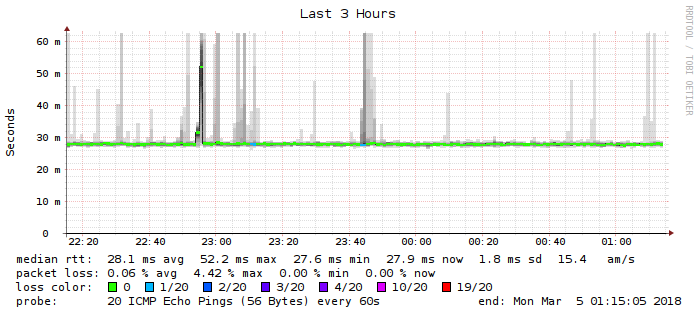 Last 3 Hours
RRDTOOL / TOBI OETIKER
Seconds
60 m
50 m
40 m
30 m
20 m
10 m
0
22:20 22:40 23:00 23:20 23:40 00:00 00:20 00:40 01:00
median rtt: 28.1 ms avg 52.2 ms max 27.6 ms min 27.9 ms now 1.8 ms sd 15.4 am/s
packet loss: 0.06 % avg 4.42 % max 0.00 % min 0.00 % now
loss color: 0 1/20 2/20 3/20 4/20 10/20 19/20
probe: 20 ICMP Echo Pings (56 Bytes) every 60s end: Mon Mar 5 01:15:05 2018